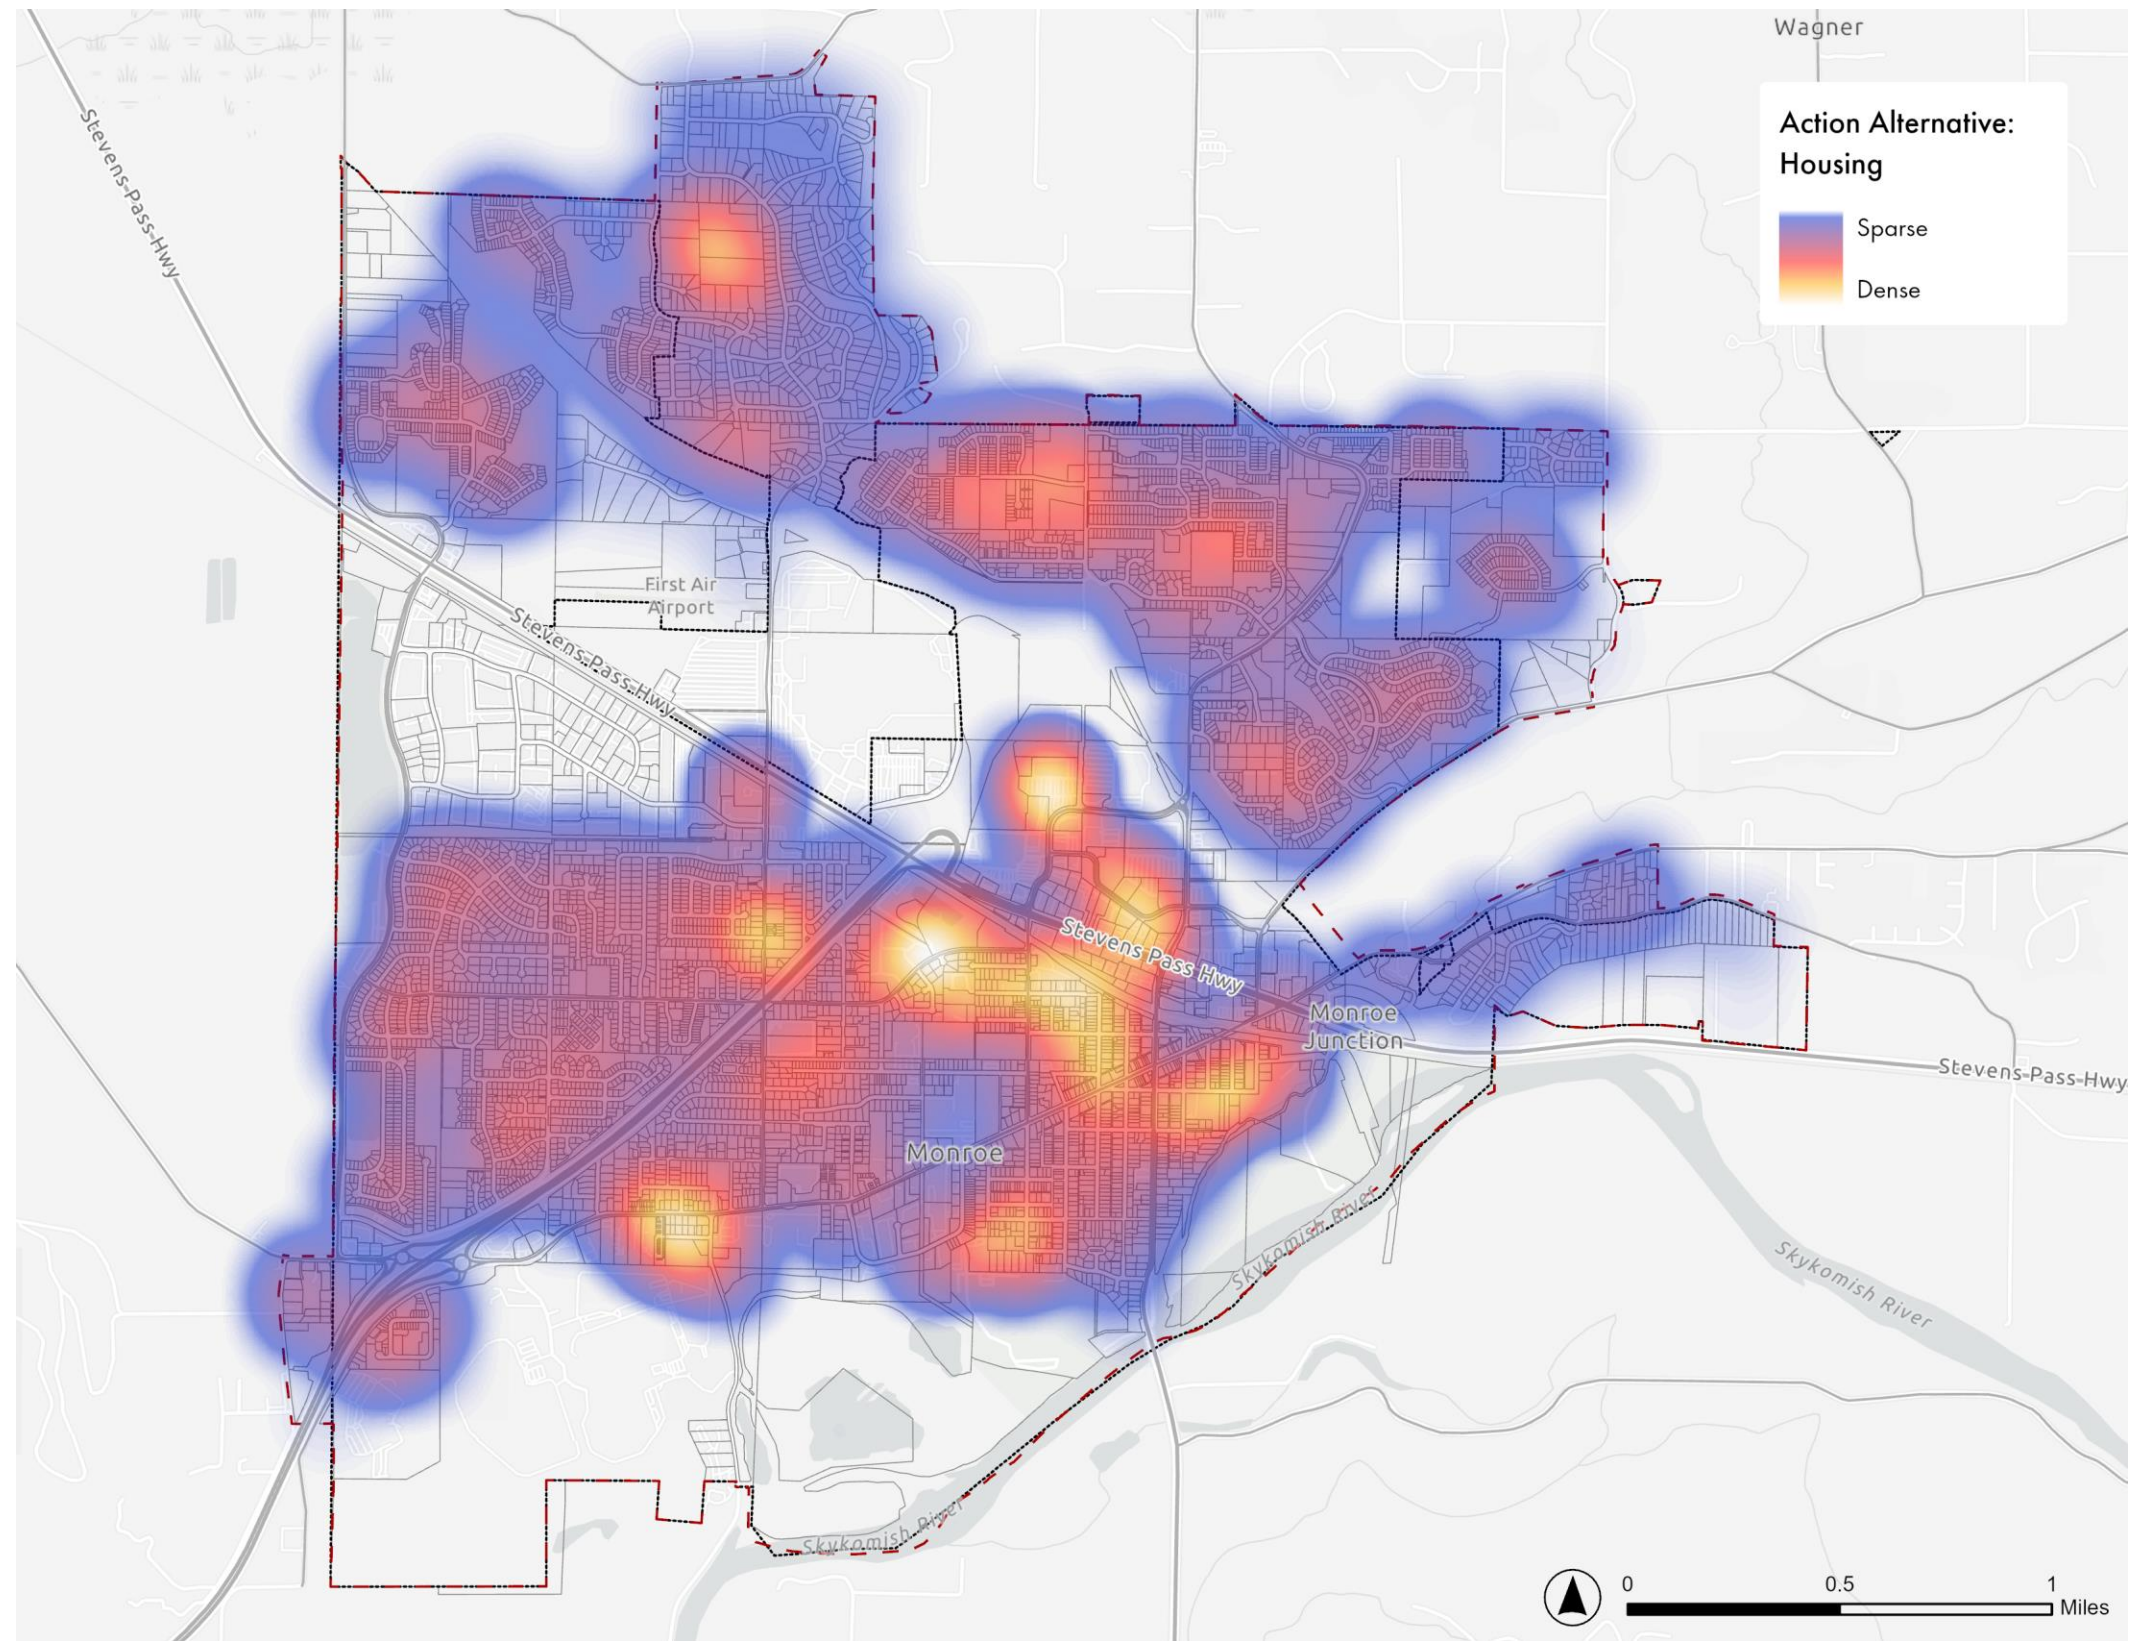 Wagner
Action Alternative:
Housing
Sparse
Dense
Stevens Pass Hwy
First Air
Airport
Stevens Pass Hwy
Stevens Pass Hwy
Monroe
Junction
Stevens Pass Hwy
Monroe
Skykomish River
Skykomish River
Skykomish River
0 0.5 1
Miles